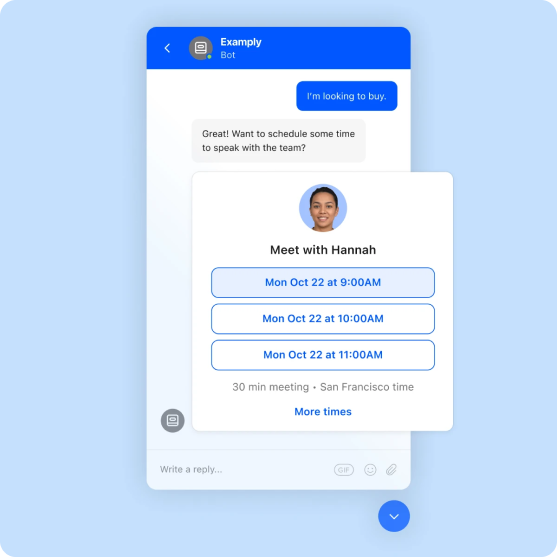 Examply
Bot
I'm looking to buy.
Great! Want to schedule some time
to speak with the team?
Meet with Hannah
Mon Oct 22 at 9:00AM
Mon Oct 22 at 10:00AM
Mon Oct 22 at 11:00AM
30 min meeting • San Francisco time
More times
Write a reply...
GIF